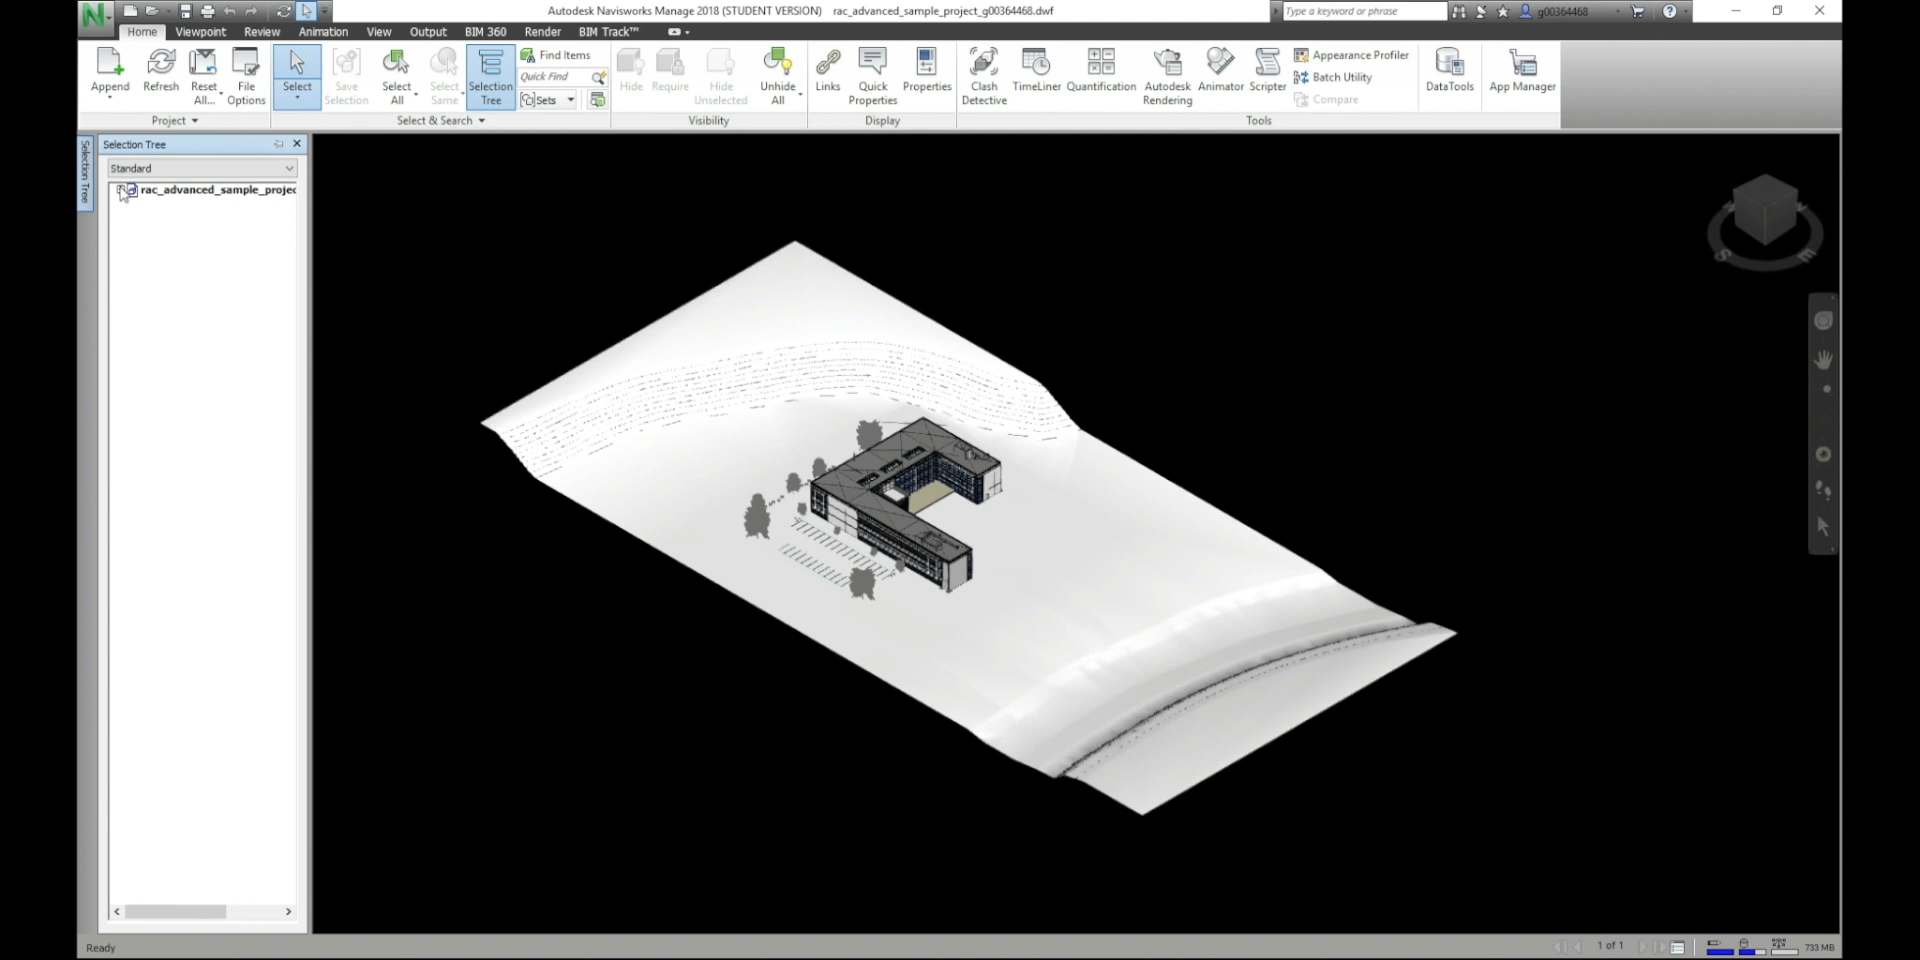 Autodesk Navisworks Manage 2018 (STUDENT VERSION) rac_advanced_sample_project_g00364468.dwf
Type a keyword or phrase
g00364468
Home Viewpoint Review Animation View Output BIM 360 Render BIM Track™
Append
Refresh
Reset All...
File Options
Project
Select
Save Selection
Select All
Select Same
Selection Tree
Find Items
Quick Find
Sets
Select & Search
Hide
Require
Hide Unselected
Unhide All
Visibility
Links
Quick Properties
Properties
Display
Clash Detective
TimeLiner
Quantification
Autodesk Rendering
Animator
Scripter
Appearance Profiler
Batch Utility
Compare
DataTools
App Manager
Tools
Selection Tree
Selection Tree
Standard
rac_advanced_sample_projec
S
E
Ready
1 of 1
733 MB